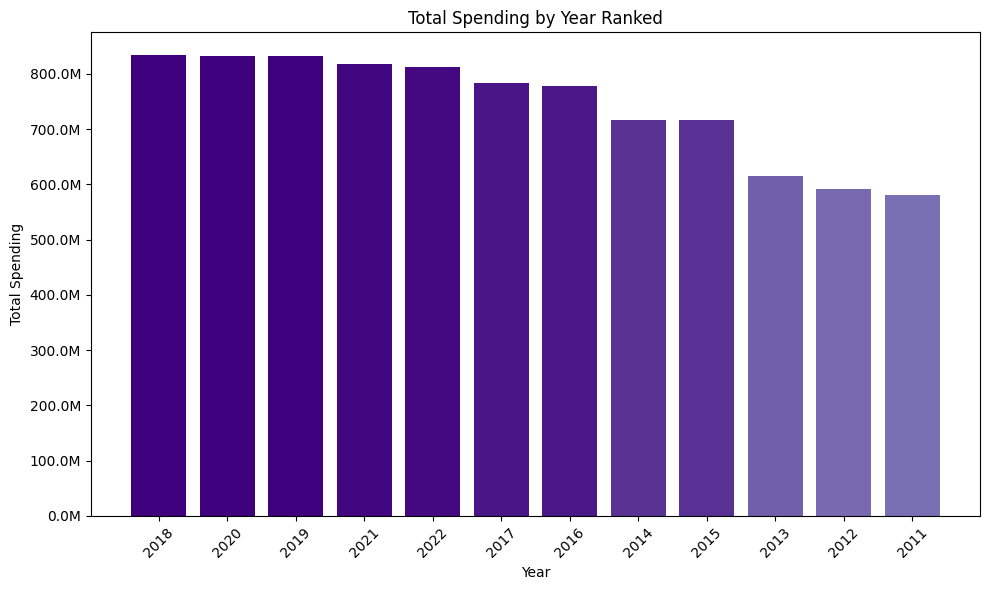 Total Spending by Year Ranked
Total Spending
800.0M
700.0M
600.0M
500.0M
400.0M
300.0M
200.0M
100.0M
0.0M
2018 2020 2019 2021 2022 2017 2016 2014 2015 2013 2012 2011
Year